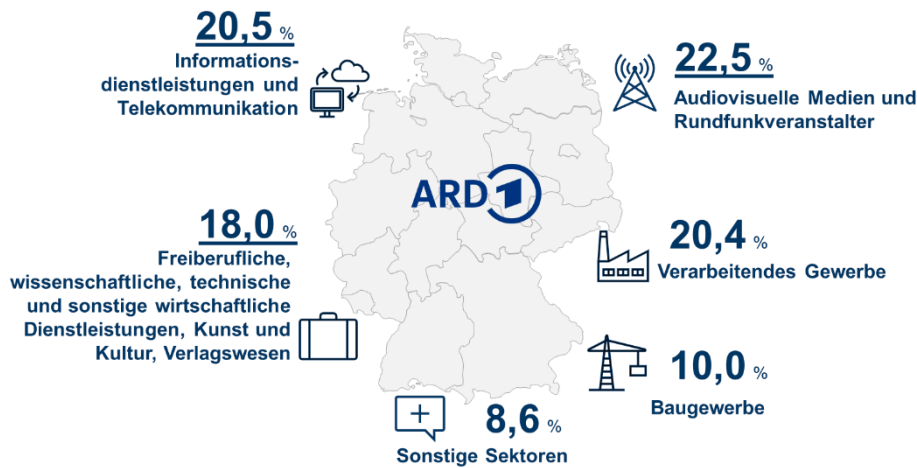 20,5 %
Informations-
dienstleistungen und
Telekommunikation
22,5 %
Audiovisuelle Medien und
Rundfunkveranstalter
ARD 1
18,0 %
Freiberufliche,
wissenschaftliche, technische
und sonstige wirtschaftliche
Dienstleistungen, Kunst und
Kultur, Verlagswesen
20,4 %
Verarbeitendes Gewerbe
10,0 %
Baugewerbe
8,6 %
Sonstige Sektoren